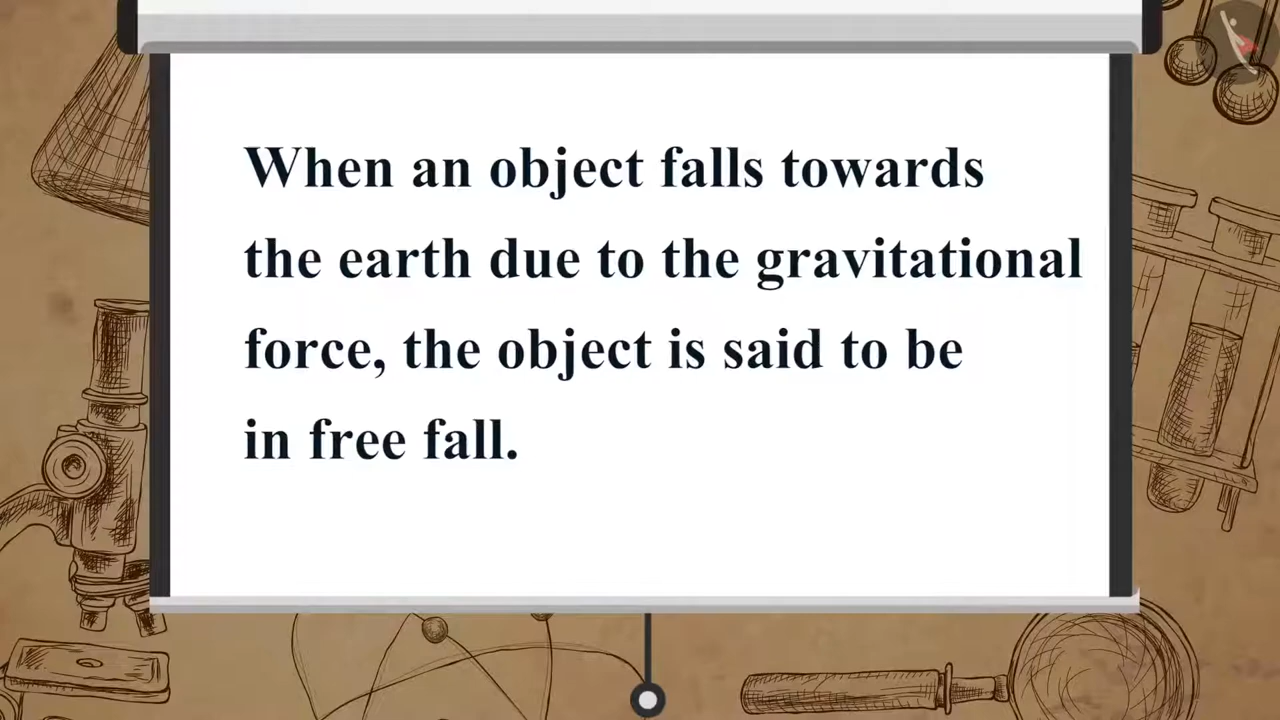 When an object falls towards
the earth due to the gravitational
force, the object is said to be
in free fall.